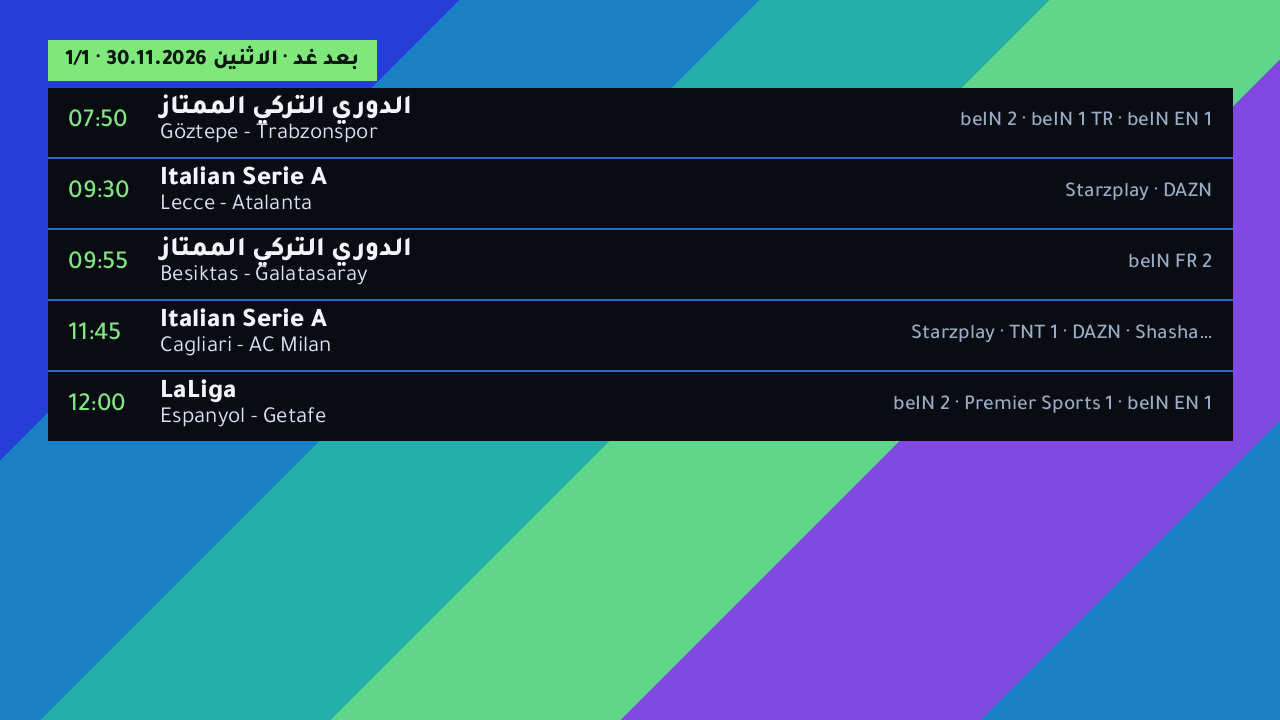 بعد غد · الاثنين 30.11.2026 · 1/1
07:50
الدوري التركي الممتاز
Göztepe - Trabzonspor
beIN 2 · beIN 1 TR · beIN EN 1
09:30
Italian Serie A
Lecce - Atalanta
Starzplay · DAZN
09:55
الدوري التركي الممتاز
Besiktas - Galatasaray
beIN FR 2
11:45
Italian Serie A
Cagliari - AC Milan
Starzplay · TNT 1 · DAZN · Shasha…
12:00
LaLiga
Espanyol - Getafe
beIN 2 · Premier Sports 1 · beIN EN 1